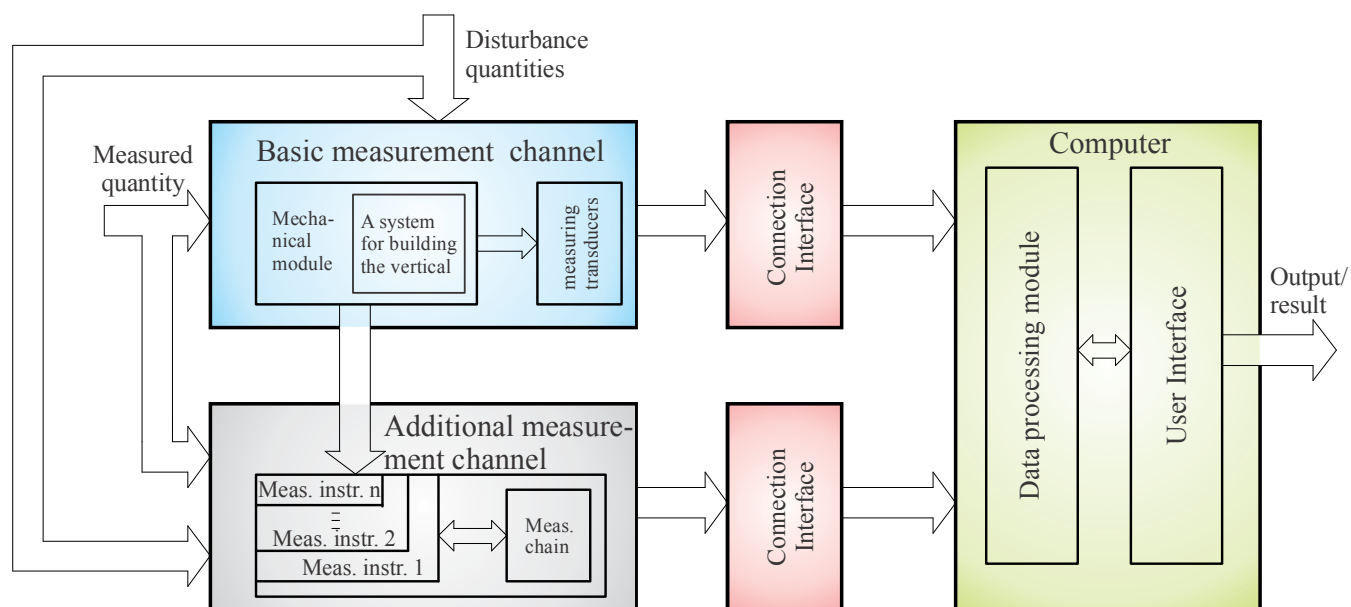 Disturbance
quantities
Measured
quantity
Basic measurement channel
Mecha-
nical
module
A system
for building
the vertical
measuring
transducers
Connection
Interface
Computer
Data processing module
User Interface
Output/
result
Additional measure-
ment channel
Meas. instr. n
...
Meas. instr. 2
Meas. instr. 1
Meas.
chain
Connection
Interface